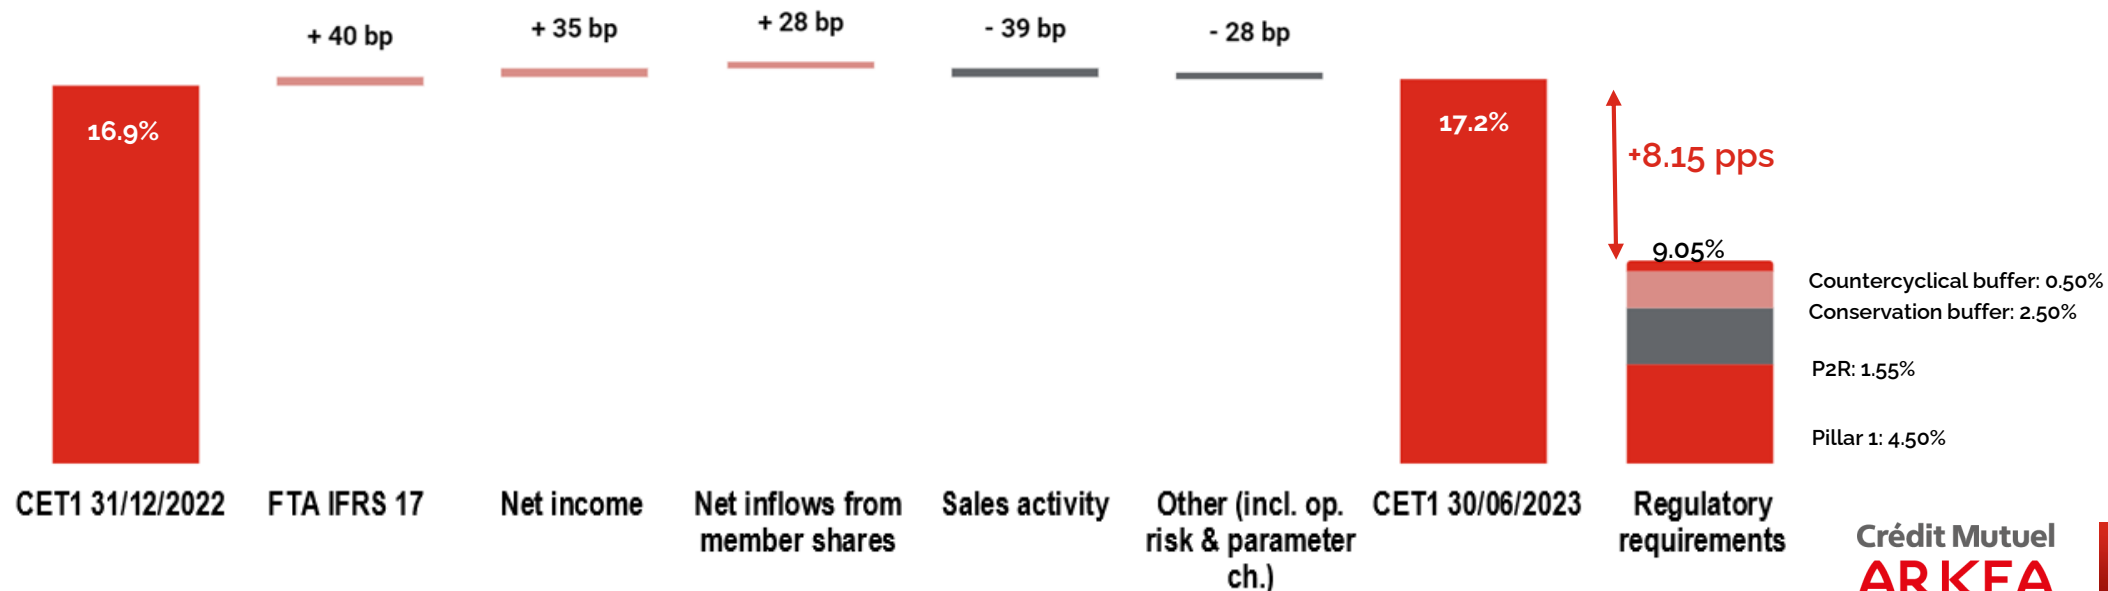 + 40 bp
+ 35 bp
+ 28 bp
- 39 bp
- 28 bp
16.9%
17.2%
+8.15 pps
9.05%
Countercyclical buffer: 0.50%
Conservation buffer: 2.50%
P2R: 1.55%
Pillar 1: 4.50%
CET1 31/12/2022
FTA IFRS 17
Net income
Net inflows from
member shares
Sales activity
Other (incl. op.
risk & parameter
ch.)
CET1 30/06/2023
Regulatory
requirements
Crédit Mutuel
ARKEA